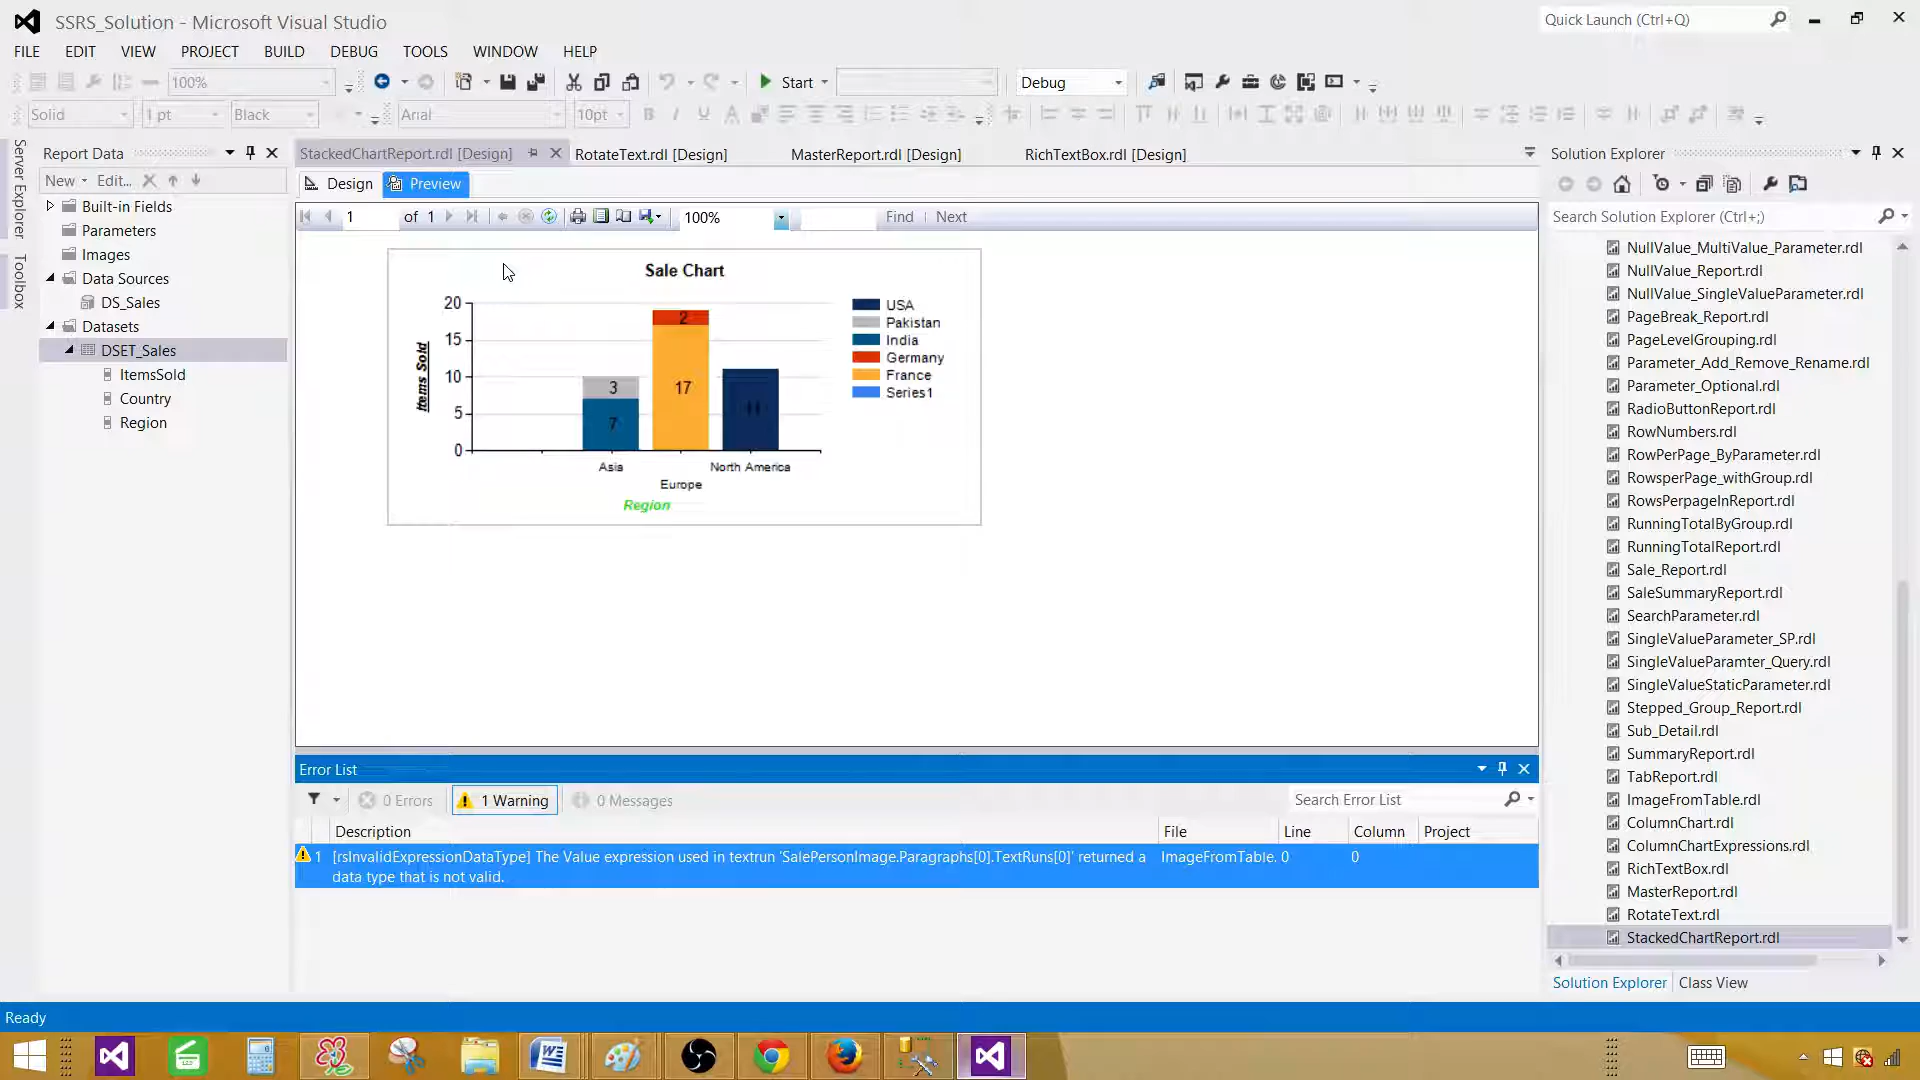 SSRS_Solution - Microsoft Visual Studio
Quick Launch (Ctrl+Q)
FILE EDIT VIEW PROJECT BUILD DEBUG TOOLS WINDOW HELP
100% Start Debug
Solid 1 pt Black Arial 10pt B I U A
Server Explorer
Toolbox
Report Data
New Edit...
Built-in Fields
Parameters
Images
Data Sources
DS_Sales
Datasets
DSET_Sales
ItemsSold
Country
Region
StackedChartReport.rdl [Design] RotateText.rdl [Design] MasterReport.rdl [Design] RichTextBox.rdl [Design]
Design Preview
1 of 1 100% Find Next
Sale Chart
Items Sold
20
15
10
5
0
3
7
2
17
11
Asia
Europe
North America
Region
USA
Pakistan
India
Germany
France
Series1
Error List
0 Errors 1 Warning 0 Messages Search Error List
Description File Line Column Project
1 [rsInvalidExpressionDataType] The Value expression used in textrun 'SalePersonImage.Paragraphs[0].TextRuns[0]' returned a ImageFromTable. 0 0
data type that is not valid.
Solution Explorer
Search Solution Explorer (Ctrl+;)
NullValue_MultiValue_Parameter.rdl
NullValue_Report.rdl
NullValue_SingleValueParameter.rdl
PageBreak_Report.rdl
PageLevelGrouping.rdl
Parameter_Add_Remove_Rename.rdl
Parameter_Optional.rdl
RadioButtonReport.rdl
RowNumbers.rdl
RowPerPage_ByParameter.rdl
RowsperPage_withGroup.rdl
RowsPerpageInReport.rdl
RunningTotalByGroup.rdl
RunningTotalReport.rdl
Sale_Report.rdl
SaleSummaryReport.rdl
SearchParameter.rdl
SingleValueParameter_SP.rdl
SingleValueParamter_Query.rdl
SingleValueStaticParameter.rdl
Stepped_Group_Report.rdl
Sub_Detail.rdl
SummaryReport.rdl
TabReport.rdl
ImageFromTable.rdl
ColumnChart.rdl
ColumnChartExpressions.rdl
RichTextBox.rdl
MasterReport.rdl
RotateText.rdl
StackedChartReport.rdl
Solution Explorer Class View
Ready